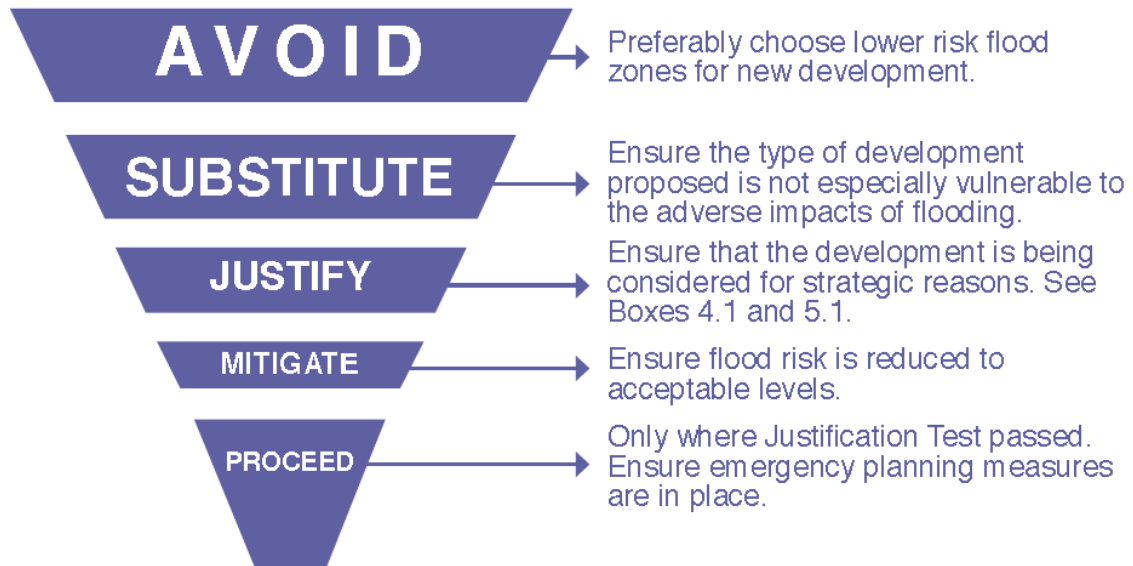 AVOID
Preferably choose lower risk flood
zones for new development.
SUBSTITUTE
Ensure the type of development
proposed is not especially vulnerable to
the adverse impacts of flooding.
JUSTIFY
Ensure that the development is being
considered for strategic reasons. See
Boxes 4.1 and 5.1.
MITIGATE
Ensure flood risk is reduced to
acceptable levels.
PROCEED
Only where Justification Test passed.
Ensure emergency planning measures
are in place.